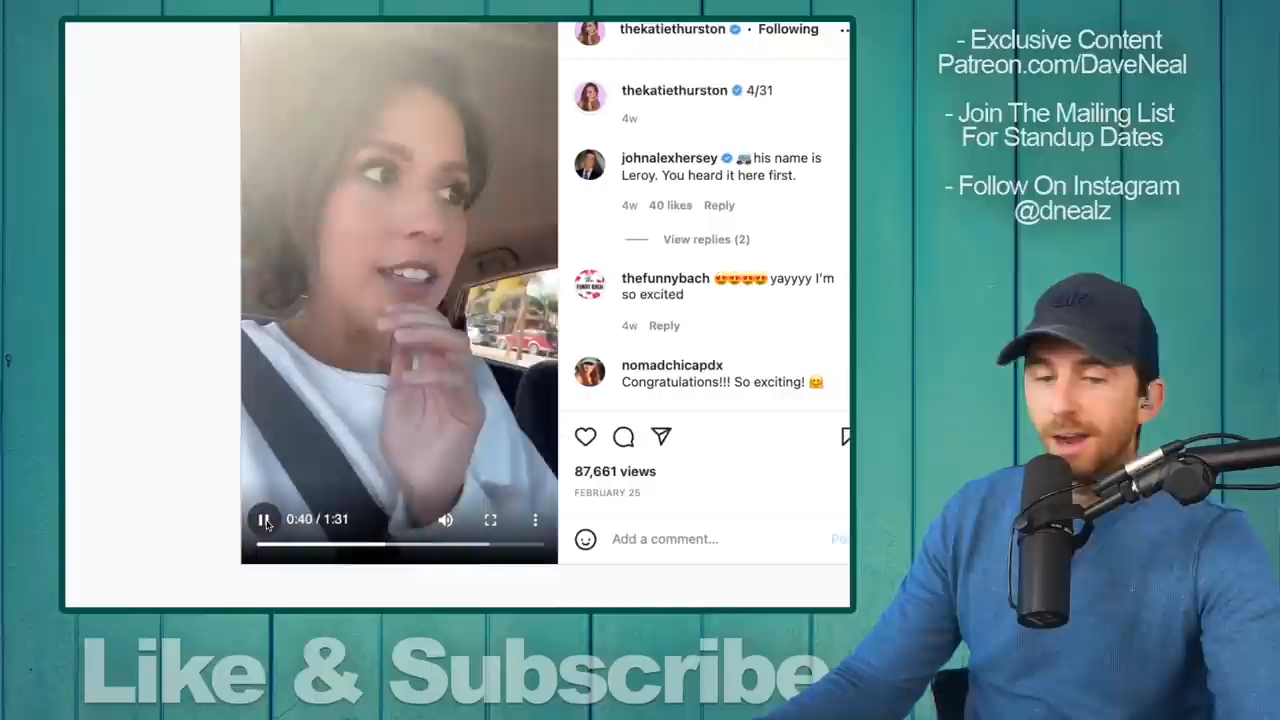 thekatiethurston • Following
thekatiethurston 4/31
4w
johnalexhersey his name is
Leroy. You heard it here first.
4w 40 likes Reply
View replies (2)
thefunnybach yayyyy I'm
so excited
4w Reply
nomadchicapdx
Congratulations!!! So exciting!
87,661 views
FEBRUARY 25
Add a comment...
0:40 / 1:31
- Exclusive Content
Patreon.com/DaveNeal
- Join The Mailing List
For Standup Dates
- Follow On Instagram
@dnealz
Like & Subscribe